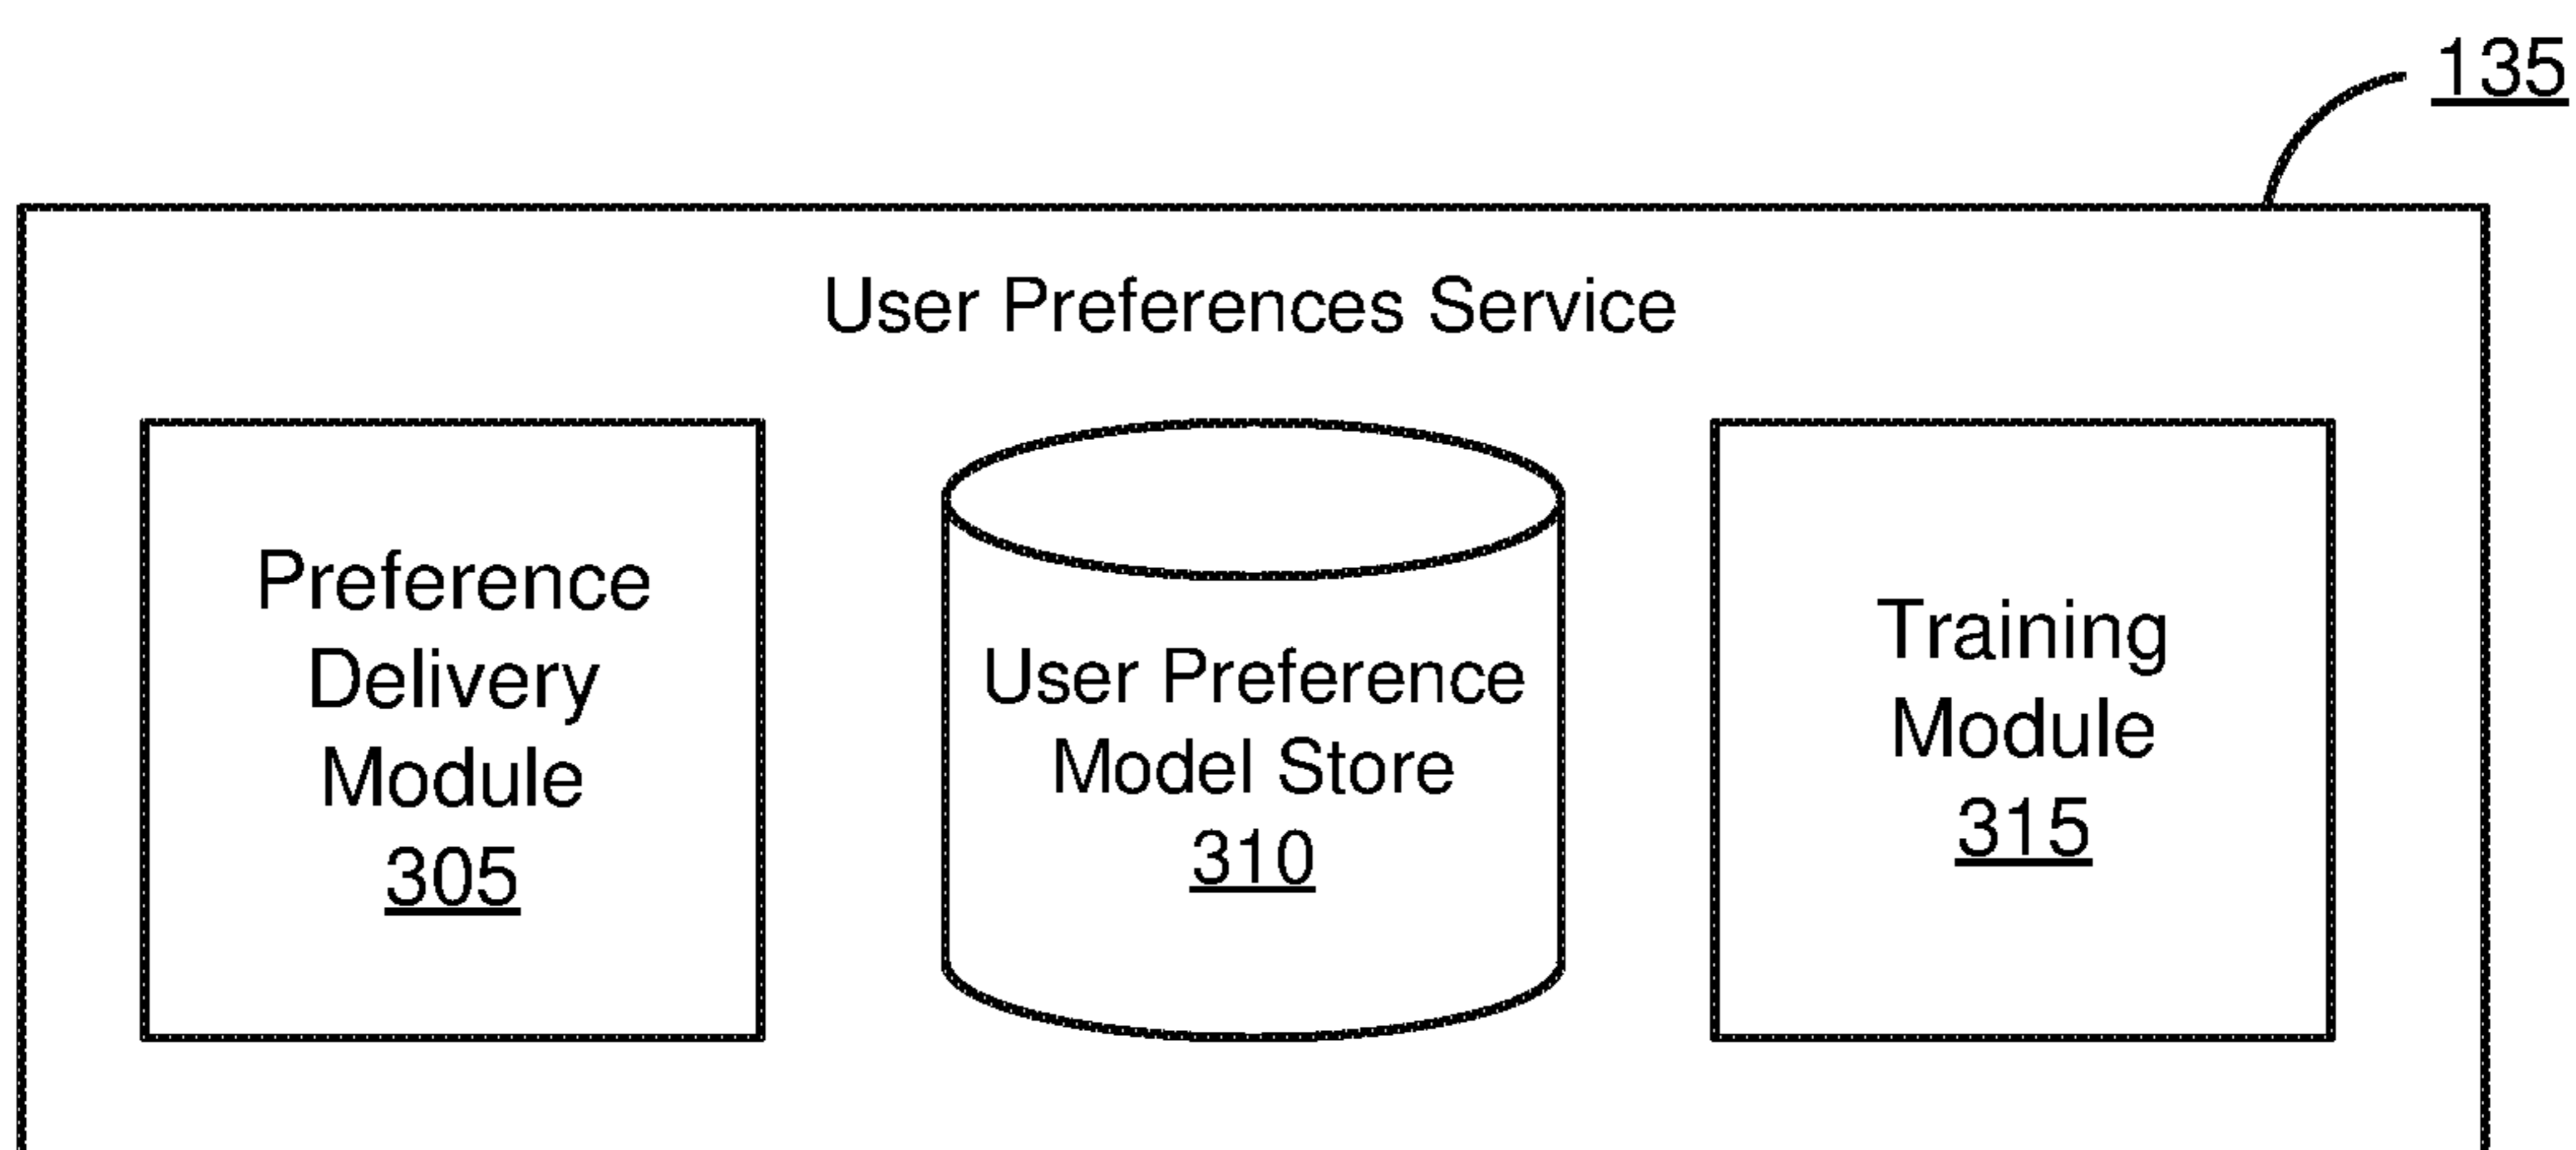 135
User Preferences Service
Preference
Delivery
Module
305
User Preference
Model Store
310
Training
Module
315